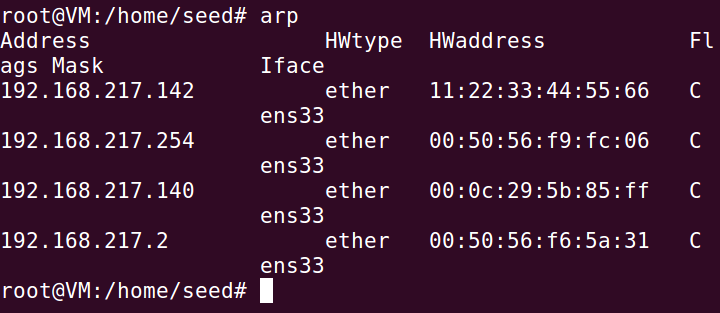 root@VM:/home/seed# arp
Address                  HWtype  HWaddress           Fl
ags Mask            Iface
192.168.217.142          ether   11:22:33:44:55:66   C
                    ens33
192.168.217.254          ether   00:50:56:f9:fc:06   C
                    ens33
192.168.217.140          ether   00:0c:29:5b:85:ff   C
                    ens33
192.168.217.2            ether   00:50:56:f6:5a:31   C
                    ens33
root@VM:/home/seed#